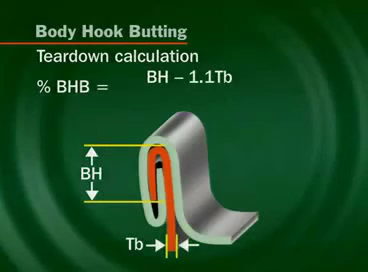 Body Hook Butting
Teardown calculation
% BHB = BH – 1.1Tb
BH
Tb